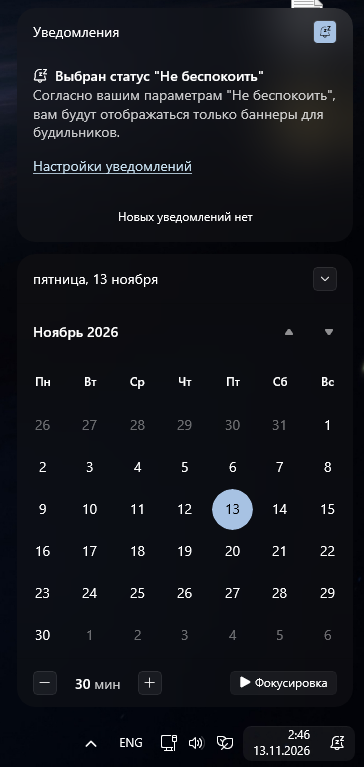 Уведомления
Выбран статус "Не беспокоить"
Согласно вашим параметрам "Не беспокоить",
вам будут отображаться только баннеры для
будильников.
Настройки уведомлений
Новых уведомлений нет
пятница, 13 ноября
Ноябрь 2026
Пн Вт Ср Чт Пт Сб Вс
26 27 28 29 30 31 1
2 3 4 5 6 7 8
9 10 11 12 13 14 15
16 17 18 19 20 21 22
23 24 25 26 27 28 29
30 1 2 3 4 5 6
30 мин Фокусировка
ENG 2:46
13.11.2026